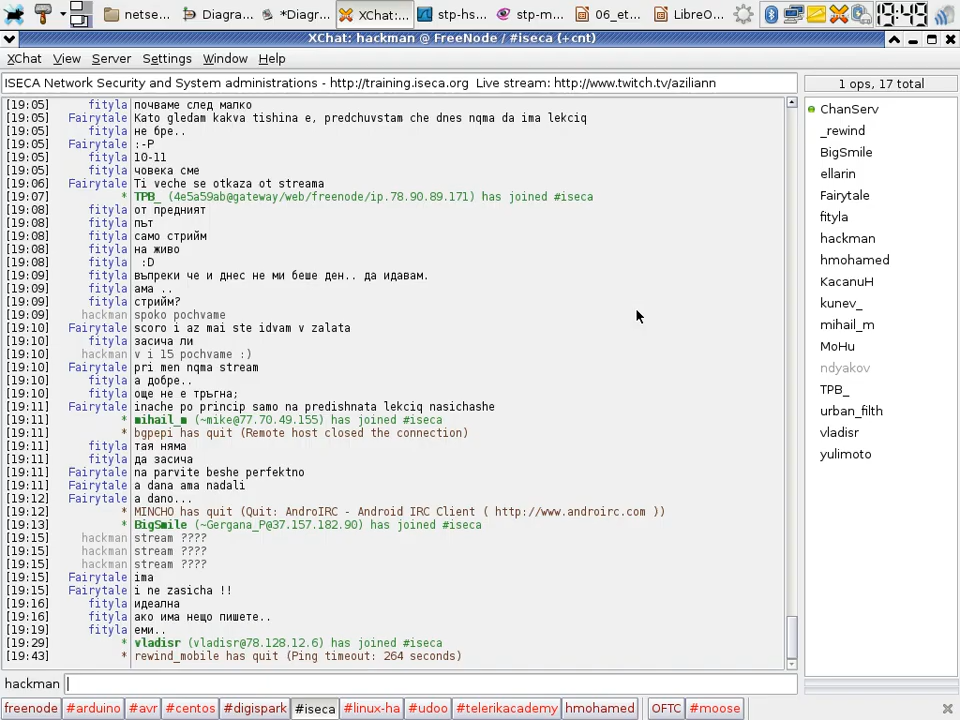 netse...
Diagra...
*Diagr...
XChat:...
stp-hs...
stp-m...
06_et...
LibreO...
19:49
XChat: hackman @ FreeNode / #iseca (+cnt)
XChat View Server Settings Window Help
ISECA Network Security and System administrations - http://training.iseca.org Live stream: http://www.twitch.tv/aziliann
1 ops, 17 total
[19:05] fityla почваме след малко
[19:05] Fairytale Kato gledam kakva tishina e, predchuvstam che dnes nqma da ima lekciq
[19:05] fityla не бре..
[19:05] Fairytale :-P
[19:05] fityla 10-11
[19:05] fityla човека сме
[19:06] Fairytale Ti veche se otkaza ot streama
[19:07] * TPB_ (4e5a59ab@gateway/web/freenode/ip.78.90.89.171) has joined #iseca
[19:08] fityla от предният
[19:08] fityla път
[19:08] fityla само стрийм
[19:08] fityla на живо
[19:08] fityla :D
[19:09] fityla въпреки че и днес не ми беше ден.. да идавам.
[19:09] fityla ама ..
[19:09] fityla стрийм?
[19:09] hackman spoko pochvame
[19:10] Fairytale scoro i az mai ste idvam v zalata
[19:10] fityla засича ли
[19:10] hackman v i 15 pochvame :)
[19:10] Fairytale pri men nqma stream
[19:10] fityla а добре..
[19:10] fityla още не е тръгна;
[19:11] Fairytale inache po princip samo na predishnata lekciq nasichashe
[19:11] * mihail_m (~mike@77.70.49.155) has joined #iseca
[19:11] * bgpepi has quit (Remote host closed the connection)
[19:11] fityla тая няма
[19:11] fityla да засича
[19:11] Fairytale na parvite beshe perfektno
[19:11] Fairytale a dana ama nadali
[19:12] Fairytale a dano...
[19:12] * MINCHO has quit (Quit: AndroIRC - Android IRC Client ( http://www.androirc.com ))
[19:13] * BigSmile (~Gergana_P@37.157.182.90) has joined #iseca
[19:15] hackman stream ????
[19:15] hackman stream ????
[19:15] hackman stream ????
[19:15] Fairytale ima
[19:15] Fairytale i ne zasicha !!
[19:16] fityla идеална
[19:16] fityla ако има нещо пишете..
[19:19] fityla еми..
[19:29] * vladisr (vladisr@78.128.12.6) has joined #iseca
[19:43] * rewind_mobile has quit (Ping timeout: 264 seconds)
ChanServ
_rewind
BigSmile
ellarin
Fairytale
fityla
hackman
hmohamed
KacanuH
kunev_
mihail_m
MoHu
ndyakov
TPB_
urban_filth
vladisr
yulimoto
hackman
freenode #arduino #avr #centos #digispark #iseca #linux-ha #udoo #telerikacademy hmohamed OFTC #moose